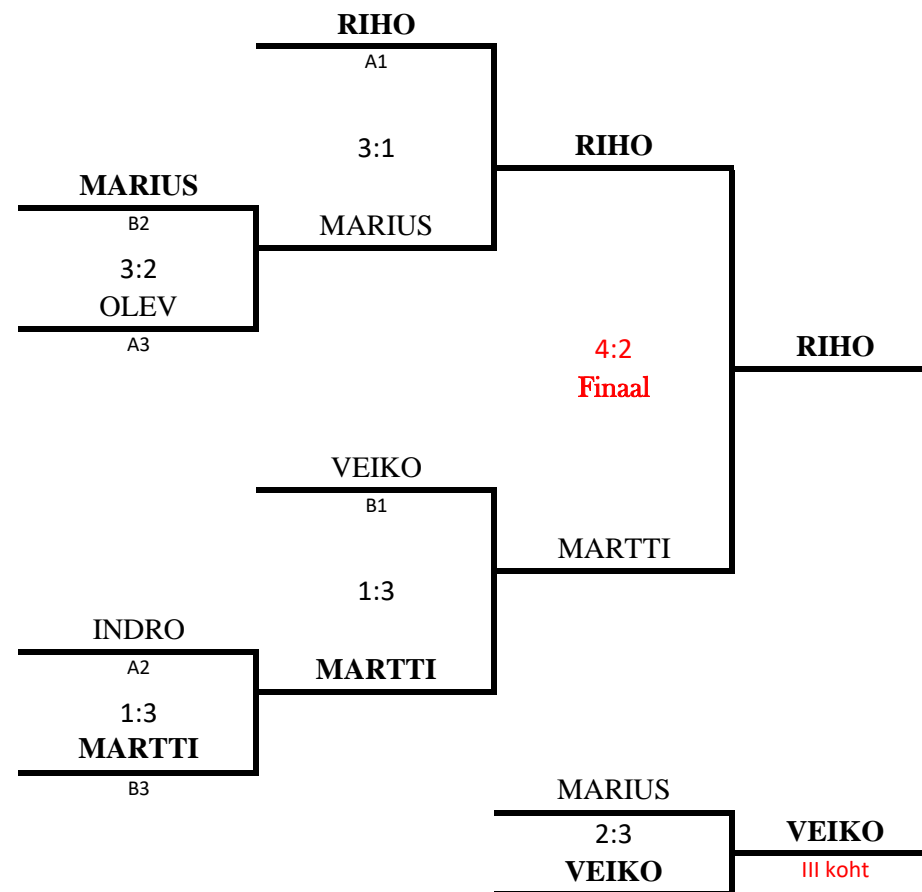 RIHO
A1
3:1
RIHO
MARIUS
B2
MARIUS
3:2
OLEV
A3
4:2
Finaal
RIHO
VEIKO
B1
MARTTI
1:3
INDRO
A2
MARTTI
1:3
MARTTI
B3
MARIUS
2:3
VEIKO
VEIKO
III koht